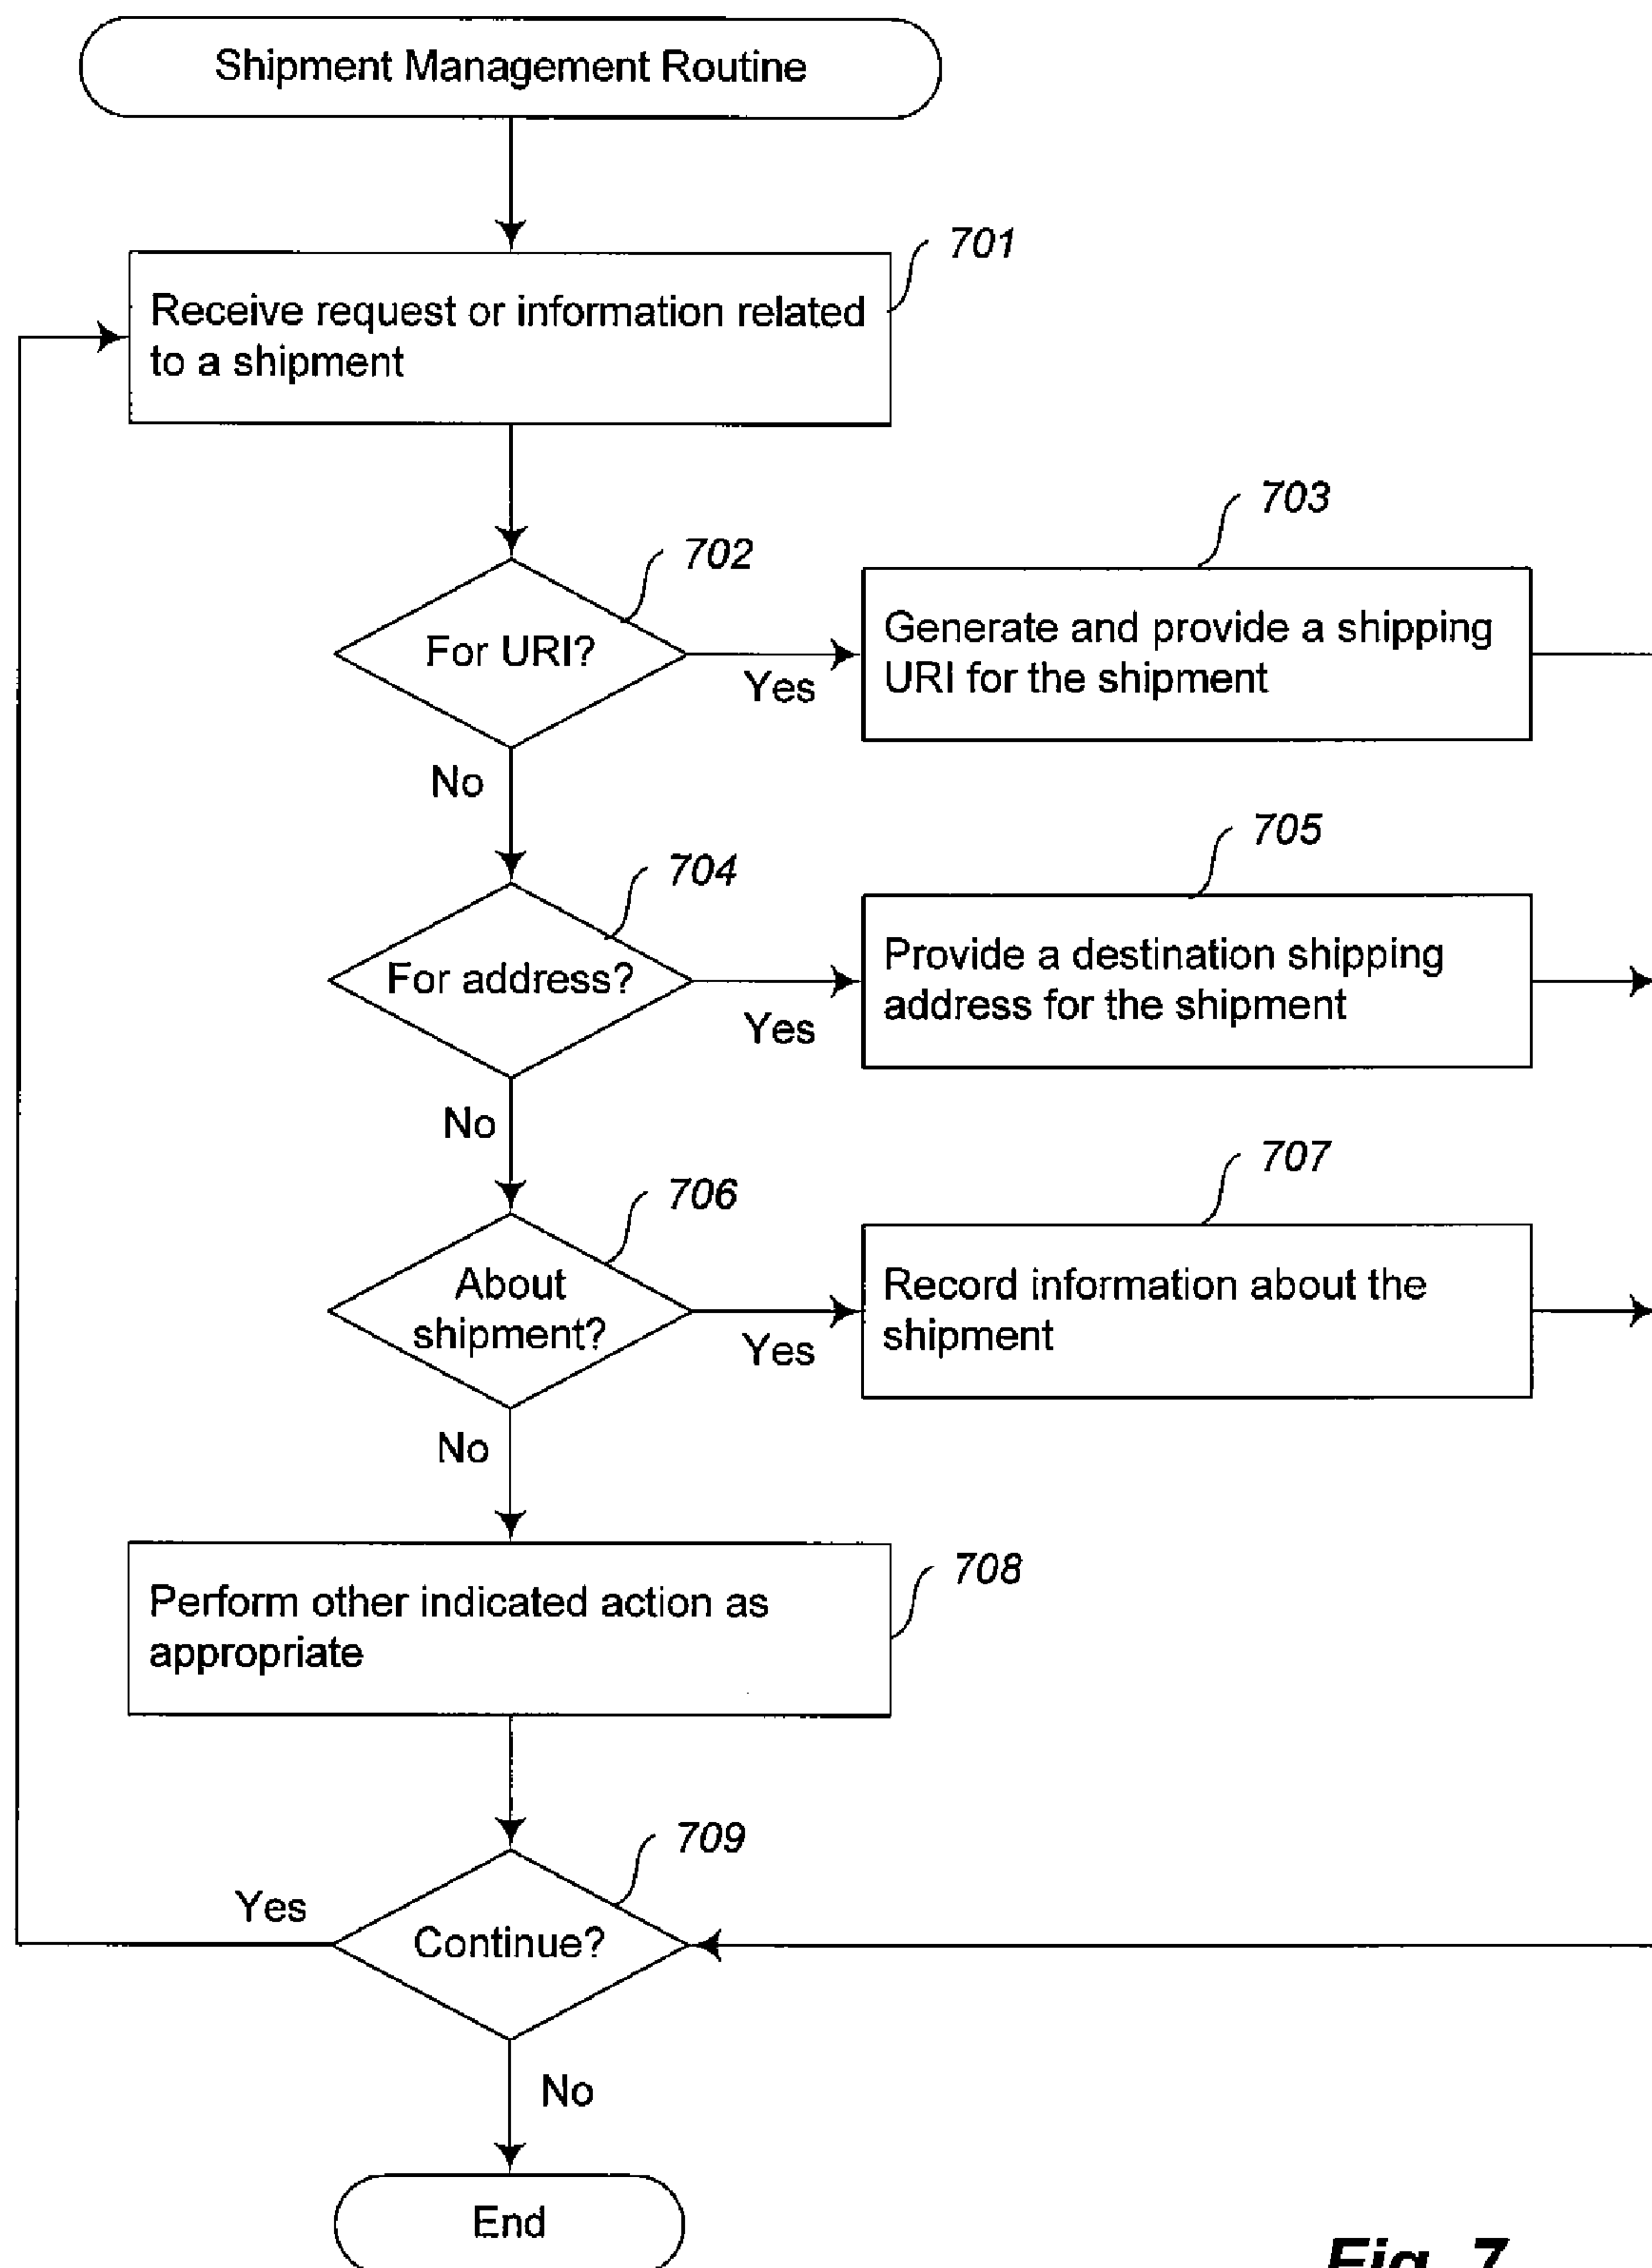 Shipment Management Routine
701
Receive request or information related
to a shipment
702
For URI?
Yes
No
703
Generate and provide a shipping
URI for the shipment
704
For address?
Yes
No
705
Provide a destination shipping
address for the shipment
706
About
shipment?
Yes
No
707
Record information about the
shipment
708
Perform other indicated action as
appropriate
709
Continue?
Yes
No
End
Fig. 7